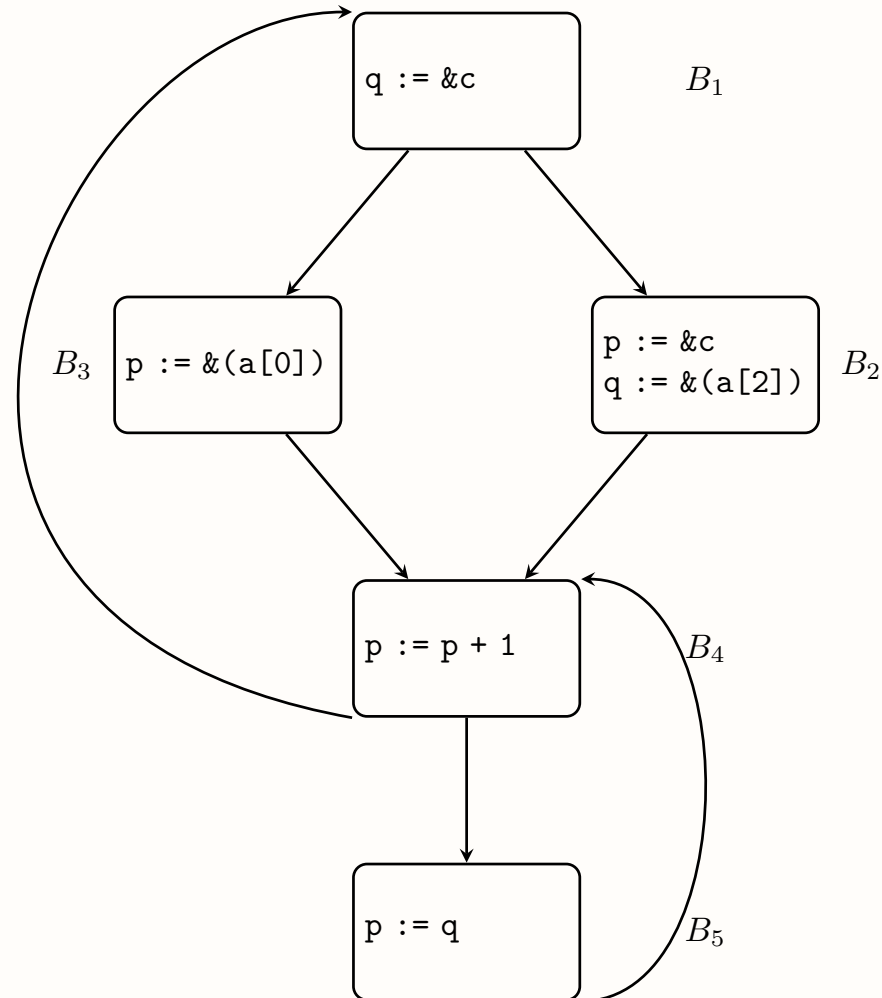 q := &c
B1
B3
p := &(a[0])
p := &c
q := &(a[2])
B2
p := p + 1
B4
p := q
B5